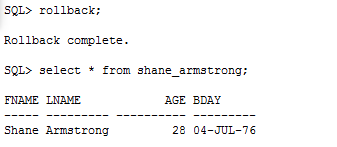 SQL> rollback;
Rollback complete.
SQL> select * from shane_armstrong;
FNAME LNAME             AGE BDAY
----- --------- ---------- ---------
Shane Armstrong          28 04-JUL-76